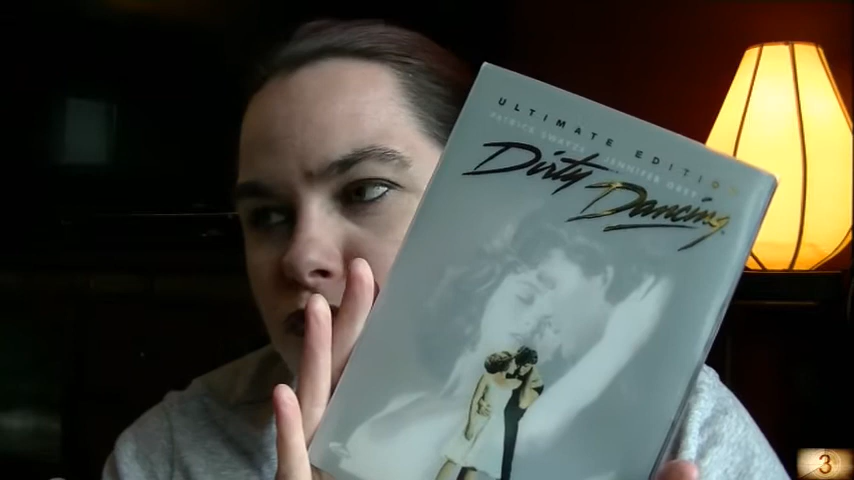 ULTIMATE EDITION
PATRICK SWAYZE JENNIFER GREY
Dirty Dancing
3